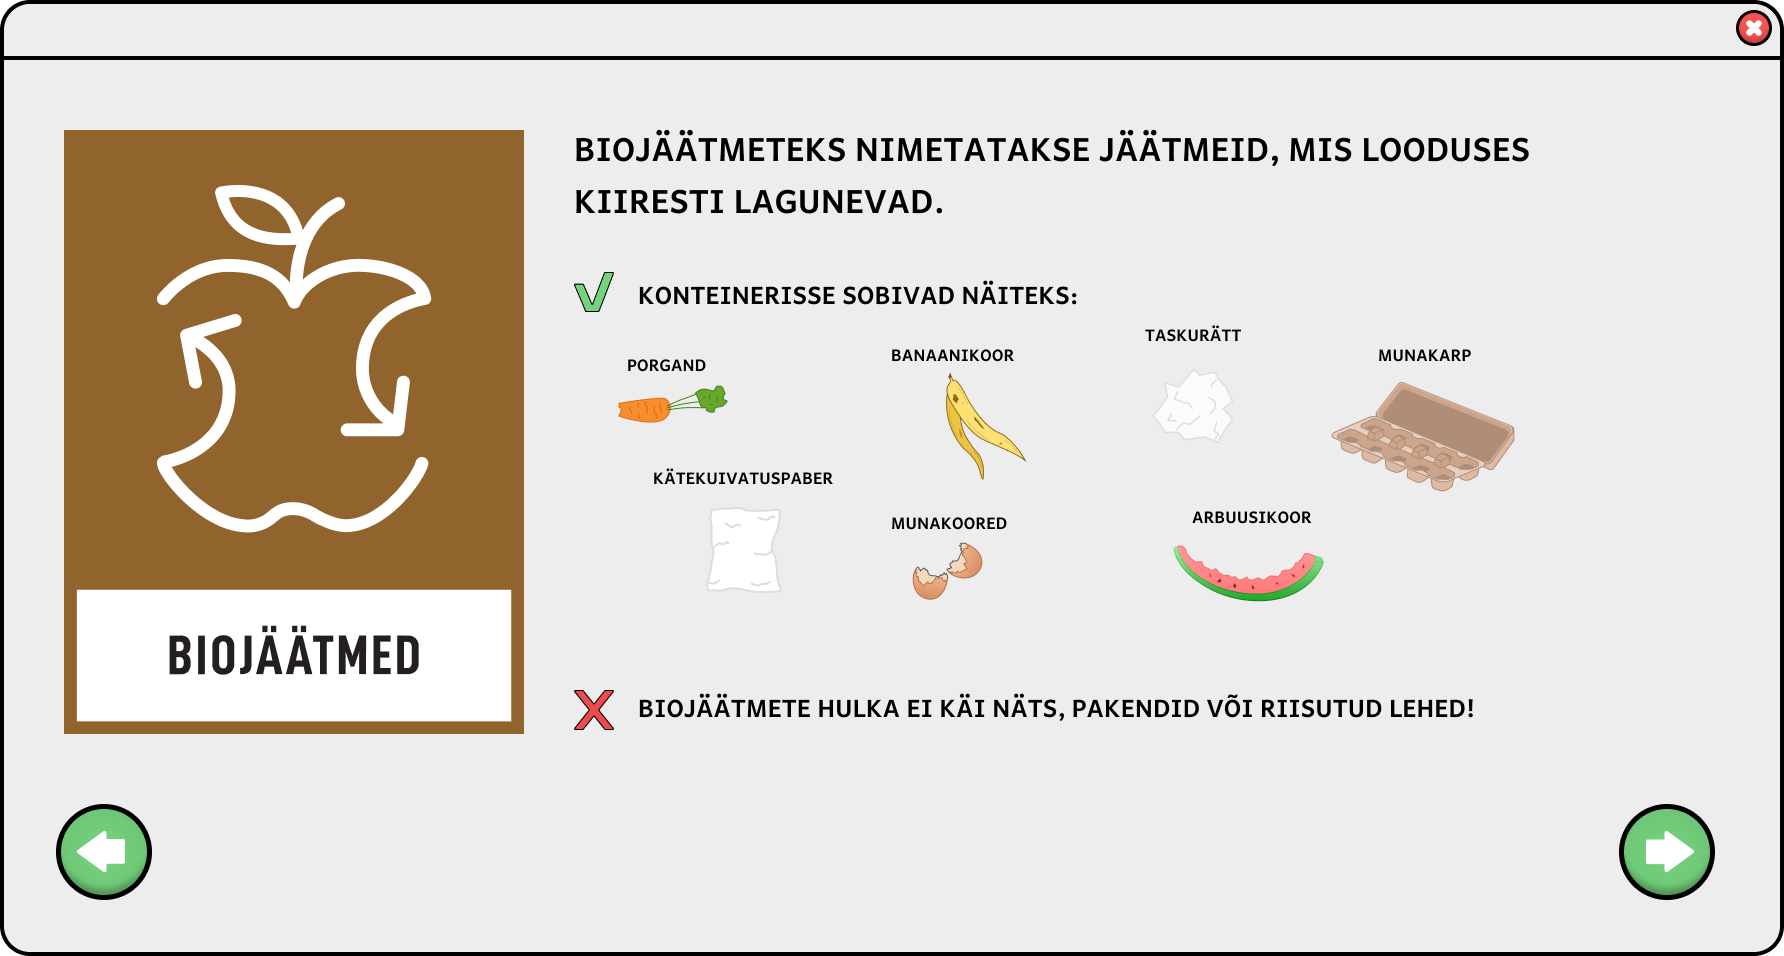 BIOJÄÄTMED
BIOJÄÄTMETEKS NIMETATAKSE JÄÄTMEID, MIS LOODUSES
KIIRESTI LAGUNEVAD.
KONTEINERISSE SOBIVAD NÄITEKS:
PORGAND
BANAANIKOOR
TASKURÄTT
MUNAKARP
KÄTEKUIVATUSPABER
MUNAKOORED
ARBUUSIKOOR
BIOJÄÄTMETE HULKA EI KÄI NÄTS, PAKENDID VÕI RIISUTUD LEHED!